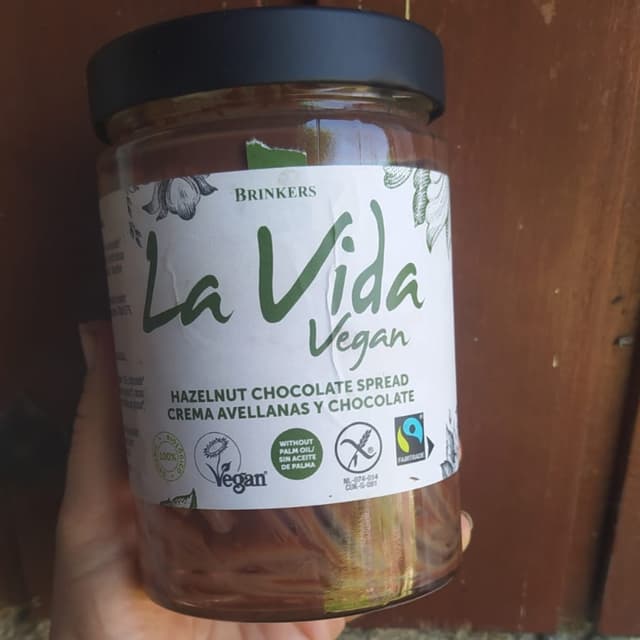 BRINKERS
La Vida
Vegan
HAZELNUT CHOCOLATE SPREAD
CREMA AVELLANAS Y CHOCOLATE
100%
Vegan
WITHOUT
PALM OIL/
SIN ACEITE
DE PALMA
FAIRTRADE